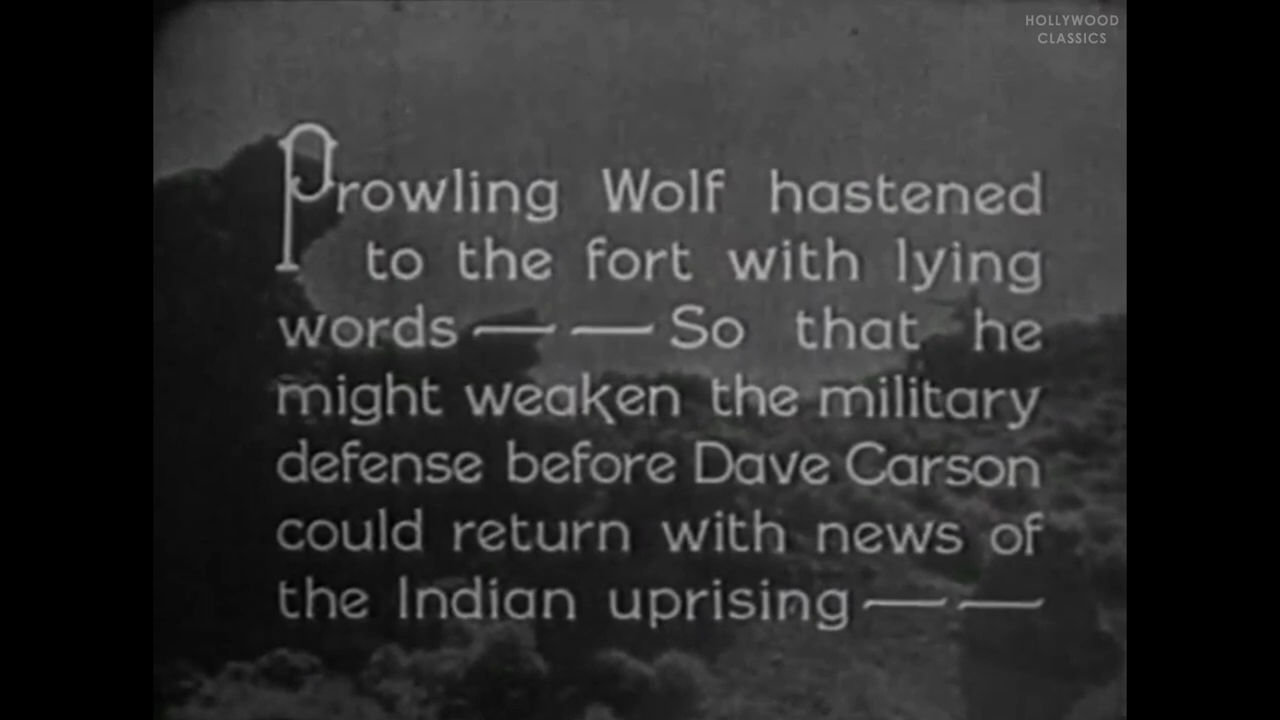 HOLLYWOOD
CLASSICS
Prowling Wolf hastened
to the fort with lying
words — — So that he
might weaken the military
defense before Dave Carson
could return with news of
the Indian uprising — —